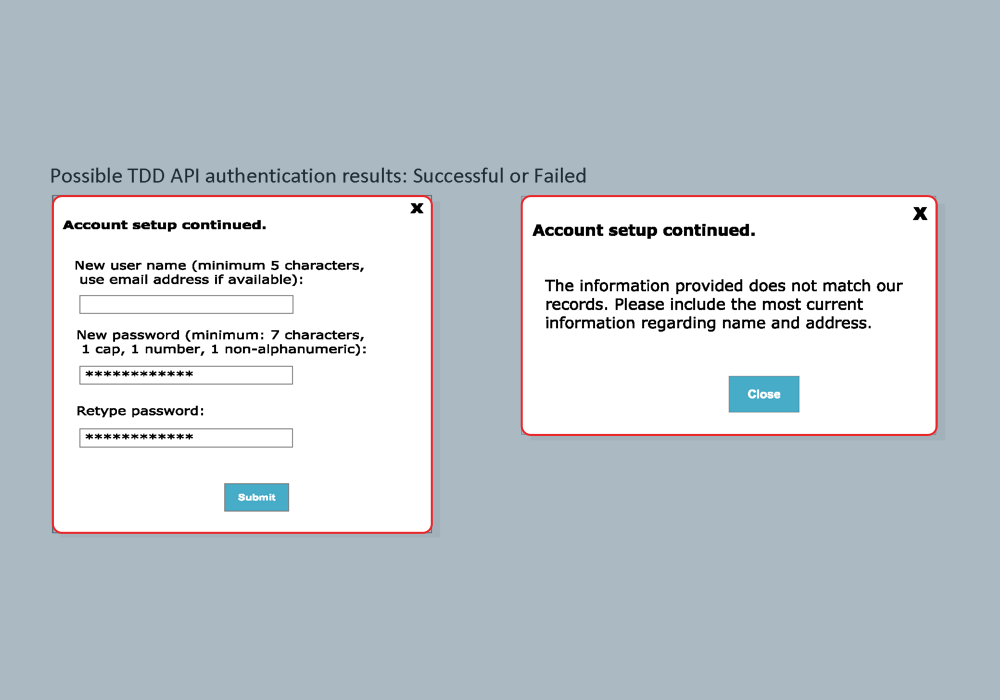 Possible TDD API authentication results: Successful or Failed
X
Account setup continued.
New user name (minimum 5 characters,
use email address if available):
New password (minimum: 7 characters,
1 cap, 1 number, 1 non-alphanumeric):
************
Retype password:
************
Submit
X
Account setup continued.
The information provided does not match our
records. Please include the most current
information regarding name and address.
Close